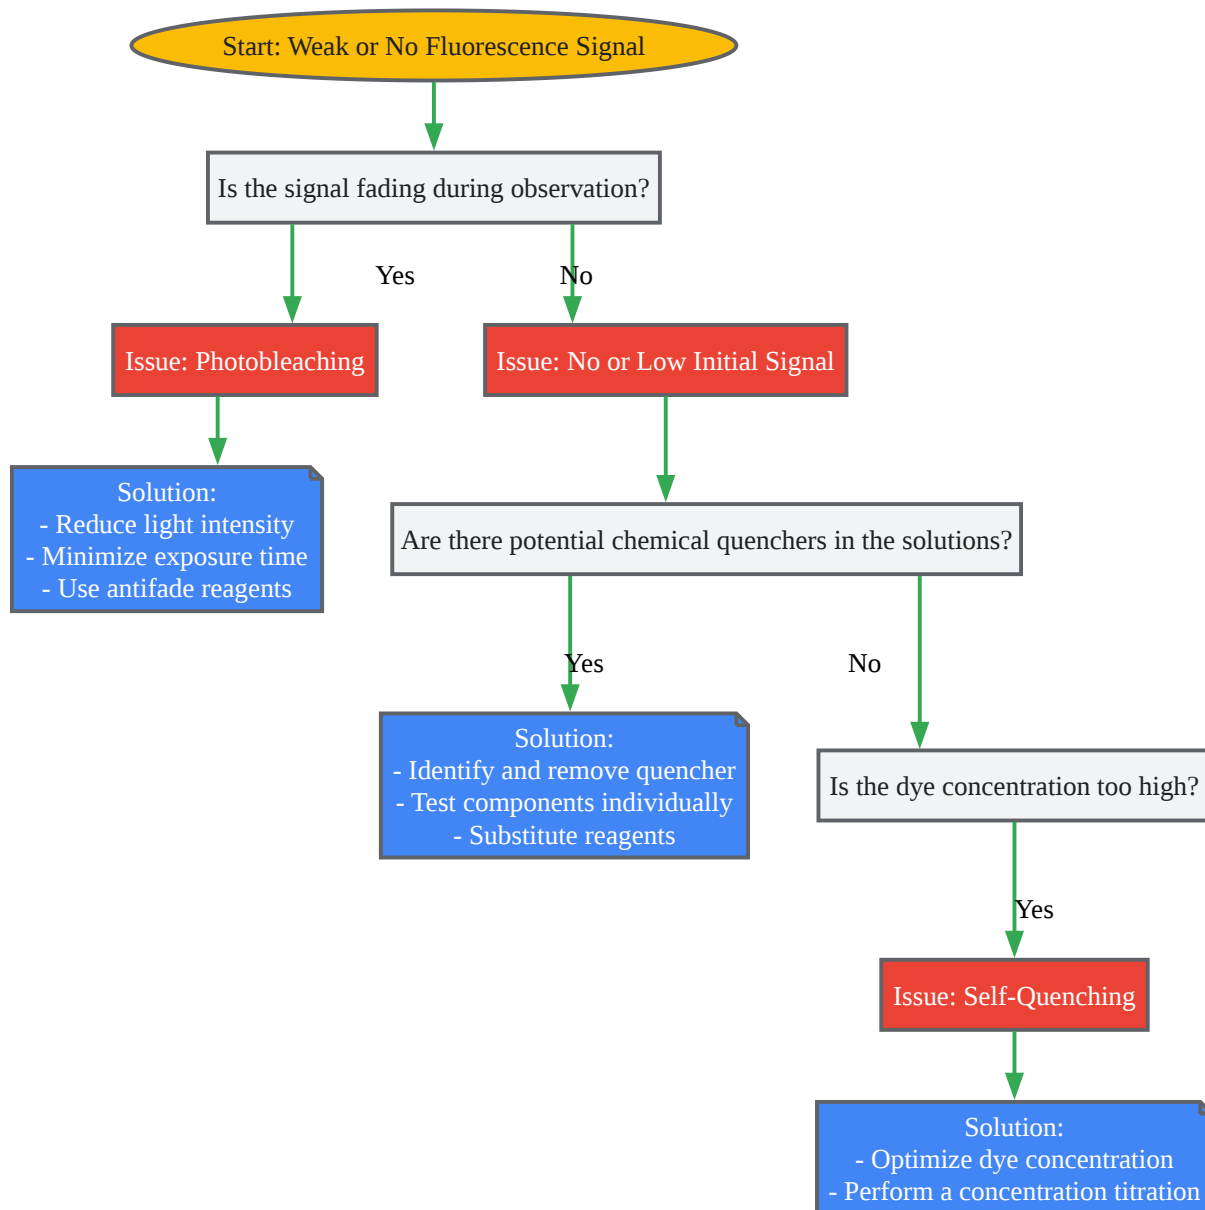 Start: Weak or No Fluorescence Signal
Is the signal fading during observation?
Yes
No
Issue: Photobleaching
Issue: No or Low Initial Signal
Solution:
- Reduce light intensity
- Minimize exposure time
- Use antifade reagents
Are there potential chemical quenchers in the solutions?
Yes
No
Solution:
- Identify and remove quencher
- Test components individually
- Substitute reagents
Is the dye concentration too high?
Yes
Issue: Self-Quenching
Solution:
- Optimize dye concentration
- Perform a concentration titration